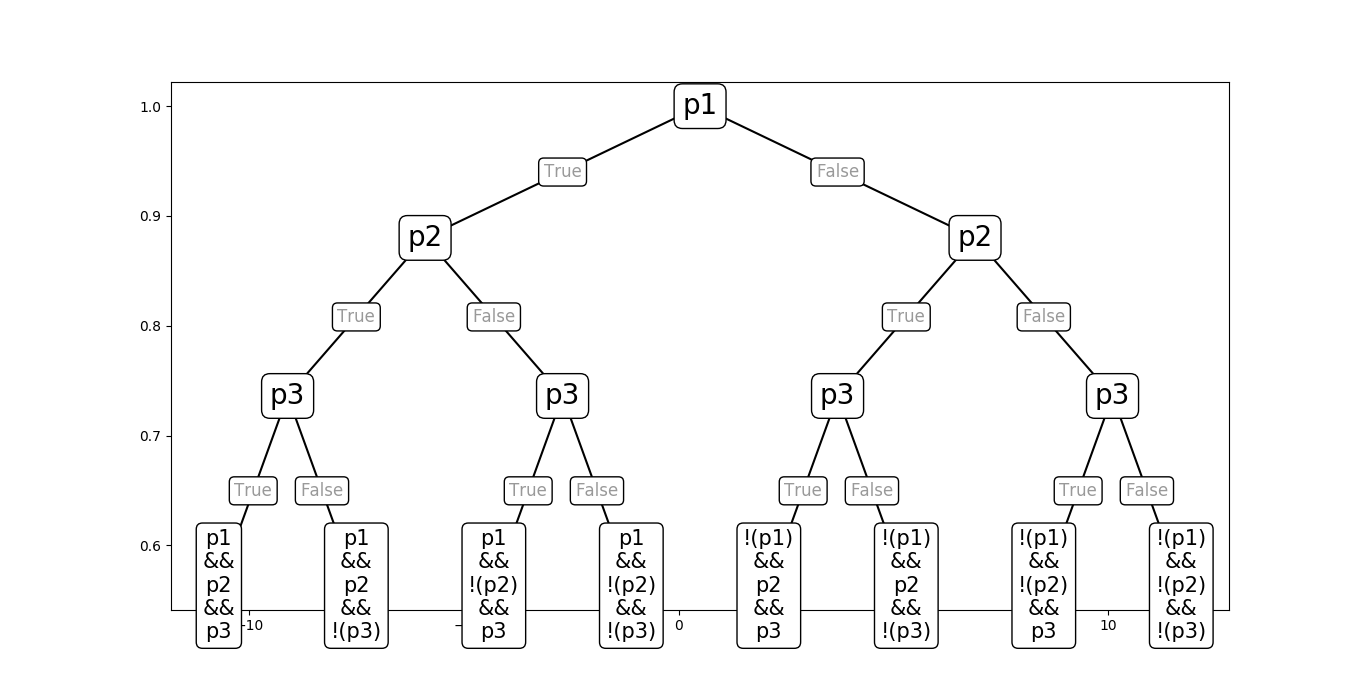 1.0
p1
True
False
0.9
p2
p2
0.8
True
False
True
False
p3
p3
p3
p3
0.7
True
False
True
False
True
False
True
False
0.6
p1
&&
p2
&&
p3
p1
&&
p2
&&
!(p3)
p1
&&
!(p2)
&&
p3
p1
&&
!(p2)
&&
!(p3)
!(p1)
&&
p2
&&
p3
!(p1)
&&
p2
&&
!(p3)
!(p1)
&&
!(p2)
&&
p3
!(p1)
&&
!(p2)
&&
!(p3)
10
0
10